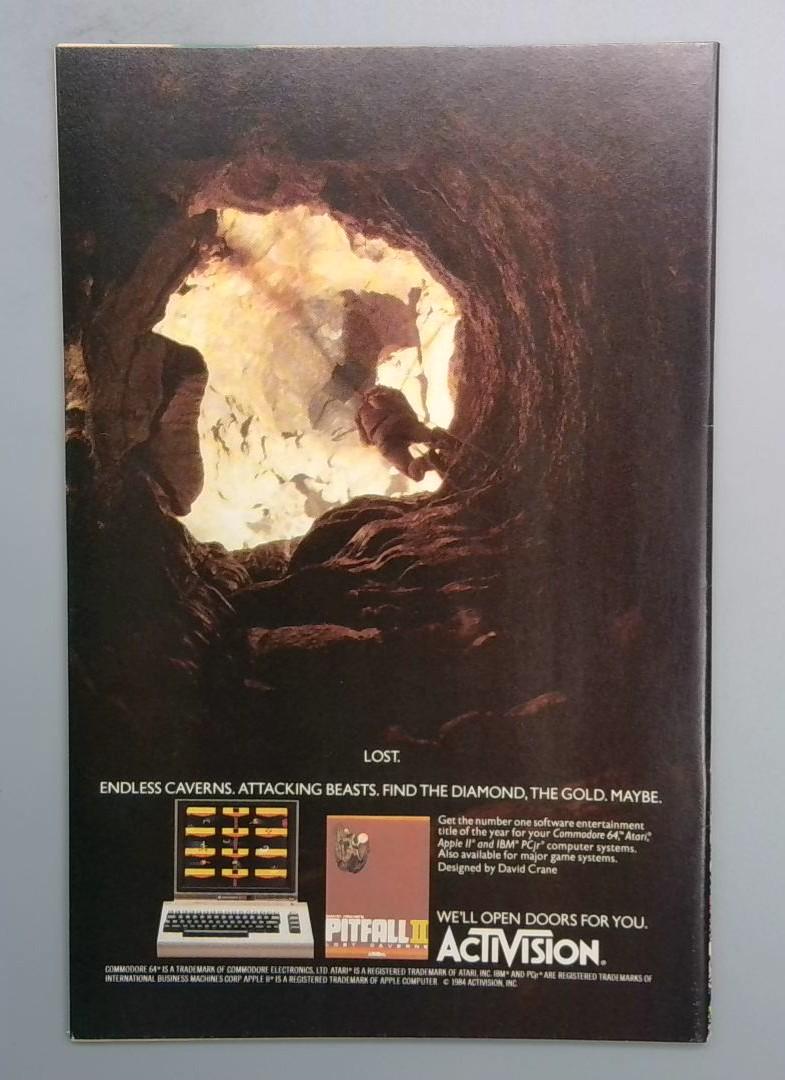 LOST.
ENDLESS CAVERNS. ATTACKING BEASTS. FIND THE DIAMOND, THE GOLD. MAYBE.
Get the number one software entertainment
title of the year for your Commodore 64,™ Atari,®
Apple II® and IBM® PCjr® computer systems.
Also available for major game systems.
Designed by David Crane
PITFALL II
LOST CAVERNS
WE'LL OPEN DOORS FOR YOU.
ACTIVISION®
COMMODORE 64™ IS A TRADEMARK OF COMMODORE ELECTRONICS, LTD. ATARI® IS A REGISTERED TRADEMARK OF ATARI, INC. IBM® AND PCjr® ARE REGISTERED TRADEMARKS OF
INTERNATIONAL BUSINESS MACHINES CORP. APPLE II® IS A REGISTERED TRADEMARK OF APPLE COMPUTER. © 1984 ACTIVISION, INC.